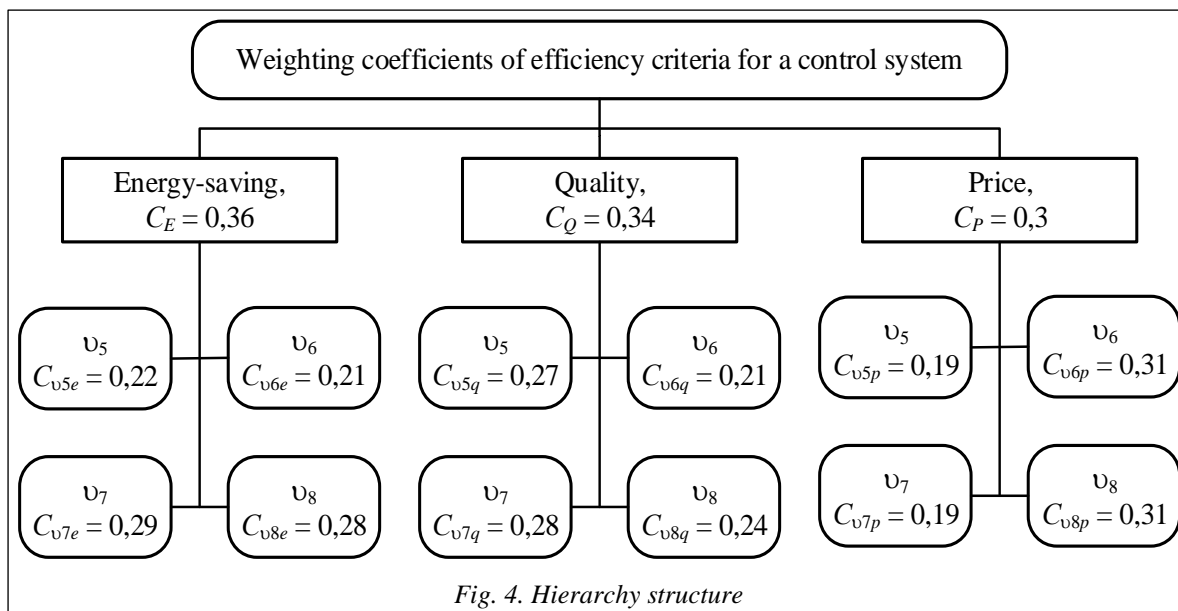 Weighting coefficients of efficiency criteria for a control system
Energy-saving,
C_E = 0,36
Quality,
C_Q = 0,34
Price,
C_P = 0,3
υ5
C_υ5e = 0,22
υ6
C_υ6e = 0,21
υ7
C_υ7e = 0,29
υ8
C_υ8e = 0,28
υ5
C_υ5q = 0,27
υ6
C_υ6q = 0,21
υ7
C_υ7q = 0,28
υ8
C_υ8q = 0,24
υ5
C_υ5p = 0,19
υ6
C_υ6p = 0,31
υ7
C_υ7p = 0,19
υ8
C_υ8p = 0,31
Fig. 4. Hierarchy structure